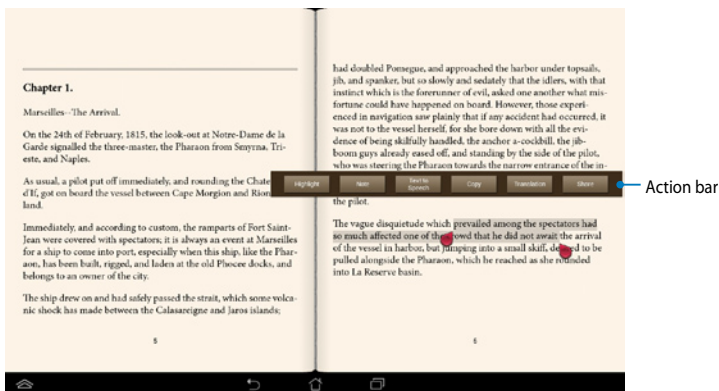 Chapter 1.
Marseilles--The Arrival.
On the 24th of February, 1815, the look-out at Notre-Dame de la
Garde signalled the three-master, the Pharaon from Smyrna, Tri-
este, and Naples.
As usual, a pilot put off immediately, and rounding the Chate
d'If, got on board the vessel between Cape Morgion and Rion
land.
Immediately, and according to custom, the ramparts of Fort Saint-
Jean were covered with spectators; it is always an event at Marseilles
for a ship to come into port, especially when this ship, like the Phar-
aon, has been built, rigged, and laden at the old Phocee docks, and
belongs to an owner of the city.
The ship drew on and had safely passed the strait, which some volca-
nic shock has made between the Calasareigne and Jaros islands;
5
had doubled Pomegue, and approached the harbor under topsails,
jib, and spanker, but so slowly and sedately that the idlers, with that
instinct which is the forerunner of evil, asked one another what mis-
fortune could have happened on board. However, those experi-
enced in navigation saw plainly that if any accident had occurred, it
was not to the vessel herself, for she bore down with all the evi-
dence of being skilfully handled, the anchor a-cockbill, the jib-
boom guys already eased off, and standing by the side of the pilot,
who was steering the Pharaon towards the narrow entrance of the in-
Highlight Note Text to Speech Copy Translation Share
Action bar
the pilot.
The vague disquietude which prevailed among the spectators had
so much affected one of the crowd that he did not await the arrival
of the vessel in harbor, but jumping into a small skiff, desired to be
pulled alongside the Pharaon, which he reached as she rounded
into La Reserve basin.
6